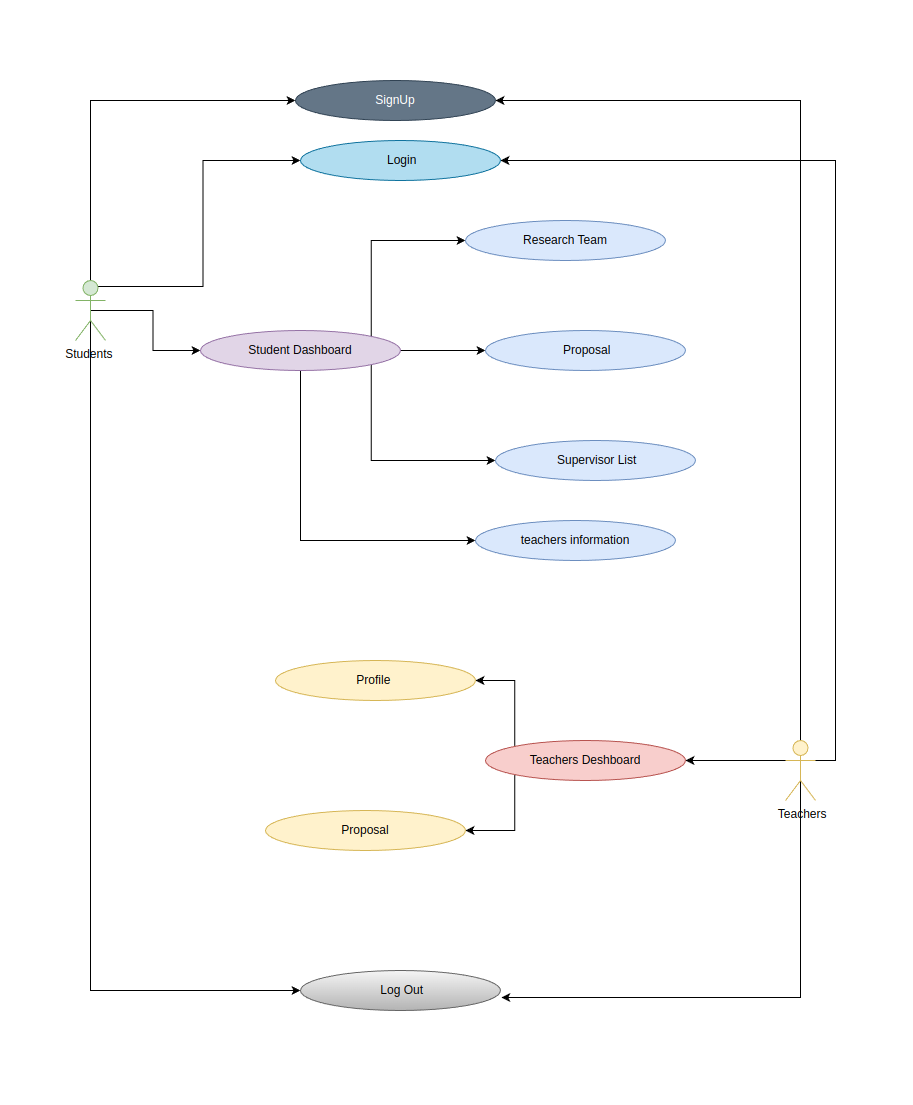 SignUp
Login
Research Team
Students
Student Dashboard
Proposal
Supervisor List
teachers information
Profile
Teachers Deshboard
Teachers
Proposal
Log Out